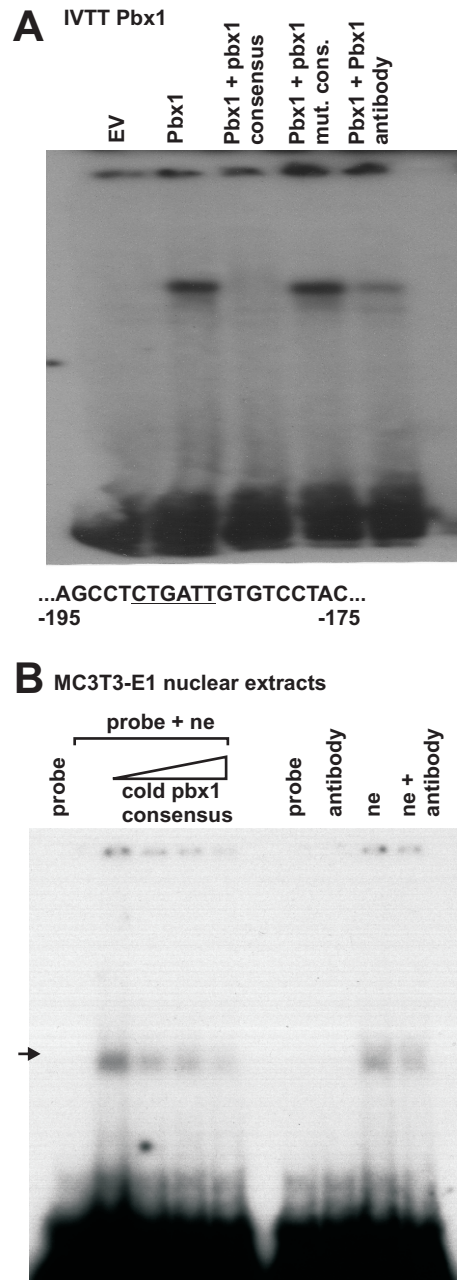 A IVTT Pbx1
EV
Pbx1
Pbx1 + pbx1
consensus
Pbx1 + pbx1
mut. cons.
Pbx1 + Pbx1
antibody
...AGCCTCTGATTGTGTCCTAC...
-195 -175
B MC3T3-E1 nuclear extracts
probe + ne
probe
cold pbx1
consensus
probe
antibody
ne
ne +
antibody